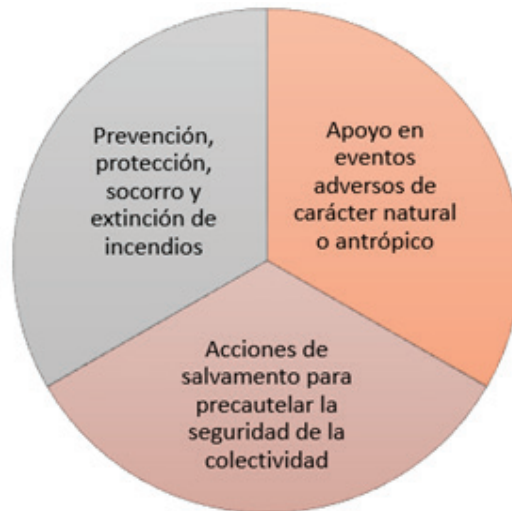 Prevención,
protección,
socorro y
extinción de
incendios
Apoyo en
eventos
adversos de
carácter natural
o antrópico
Acciones de
salvamento para
precautelar la
seguridad de la
colectividad